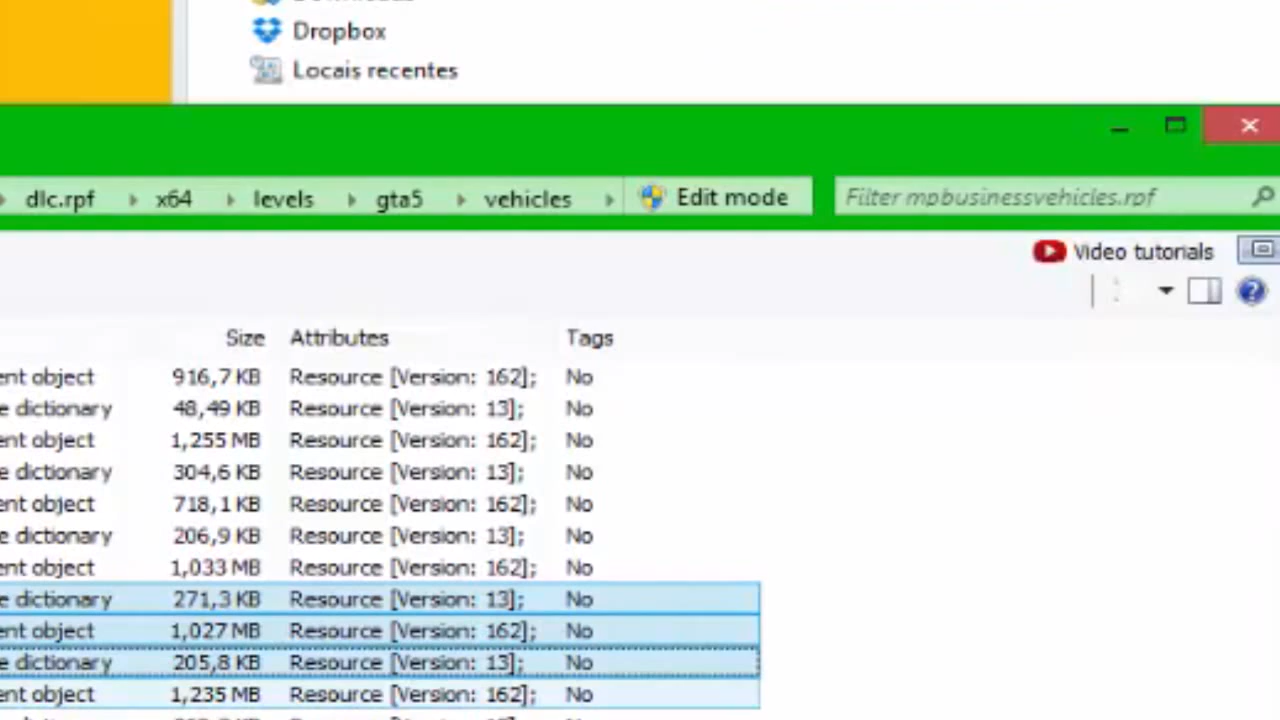 Dropbox
Locais recentes
dlc.rpf x64 levels gta5 vehicles Edit mode Filter mpbusinessvehicles.rpf
Video tutorials
Size Attributes Tags
ent object 916,7 KB Resource [Version: 162]; No
e dictionary 48,49 KB Resource [Version: 13]; No
ent object 1,255 MB Resource [Version: 162]; No
e dictionary 304,6 KB Resource [Version: 13]; No
ent object 718,1 KB Resource [Version: 162]; No
e dictionary 206,9 KB Resource [Version: 13]; No
ent object 1,033 MB Resource [Version: 162]; No
e dictionary 271,3 KB Resource [Version: 13]; No
ent object 1,027 MB Resource [Version: 162]; No
e dictionary 205,8 KB Resource [Version: 13]; No
ent object 1,235 MB Resource [Version: 162]; No